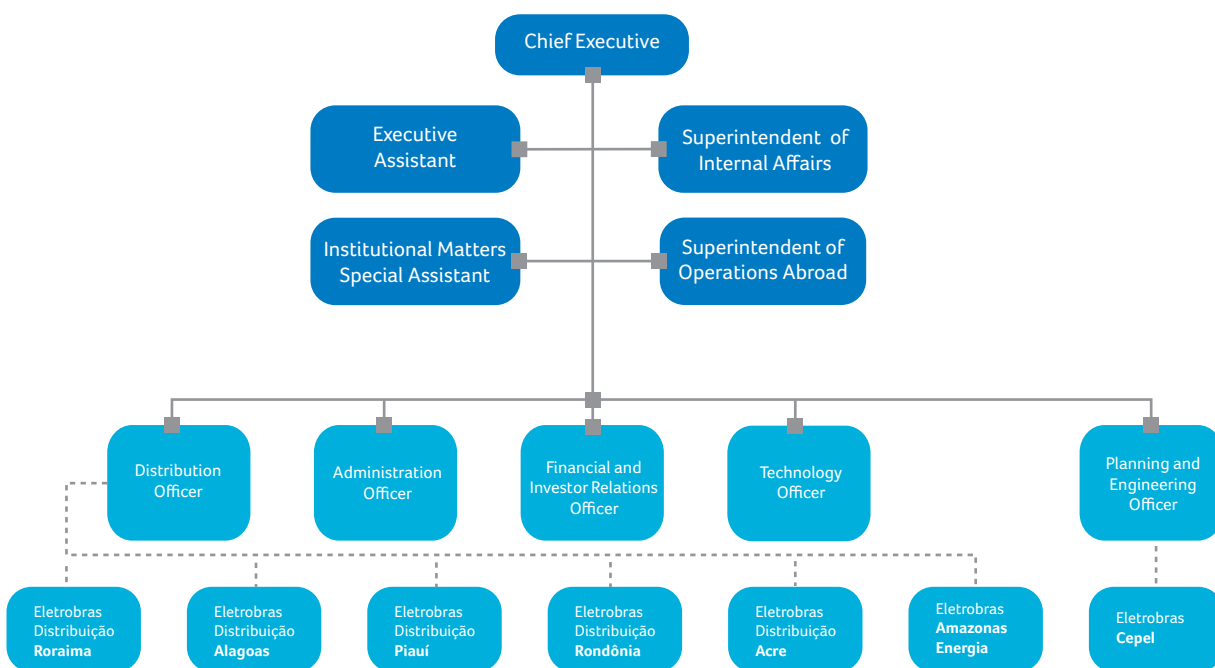 Chief Executive
Executive
Assistant
Superintendent of
Internal Affairs
Institutional Matters
Special Assistant
Superintendent of
Operations Abroad
Distribution
Officer
Administration
Officer
Financial and
Investor Relations
Officer
Technology
Officer
Planning and
Engineering
Officer
Eletrobras
Distribuição
Roraima
Eletrobras
Distribuição
Alagoas
Eletrobras
Distribuição
Piauí
Eletrobras
Distribuição
Rondônia
Eletrobras
Distribuição
Acre
Eletrobras
Amazonas
Energia
Eletrobras
Cepel